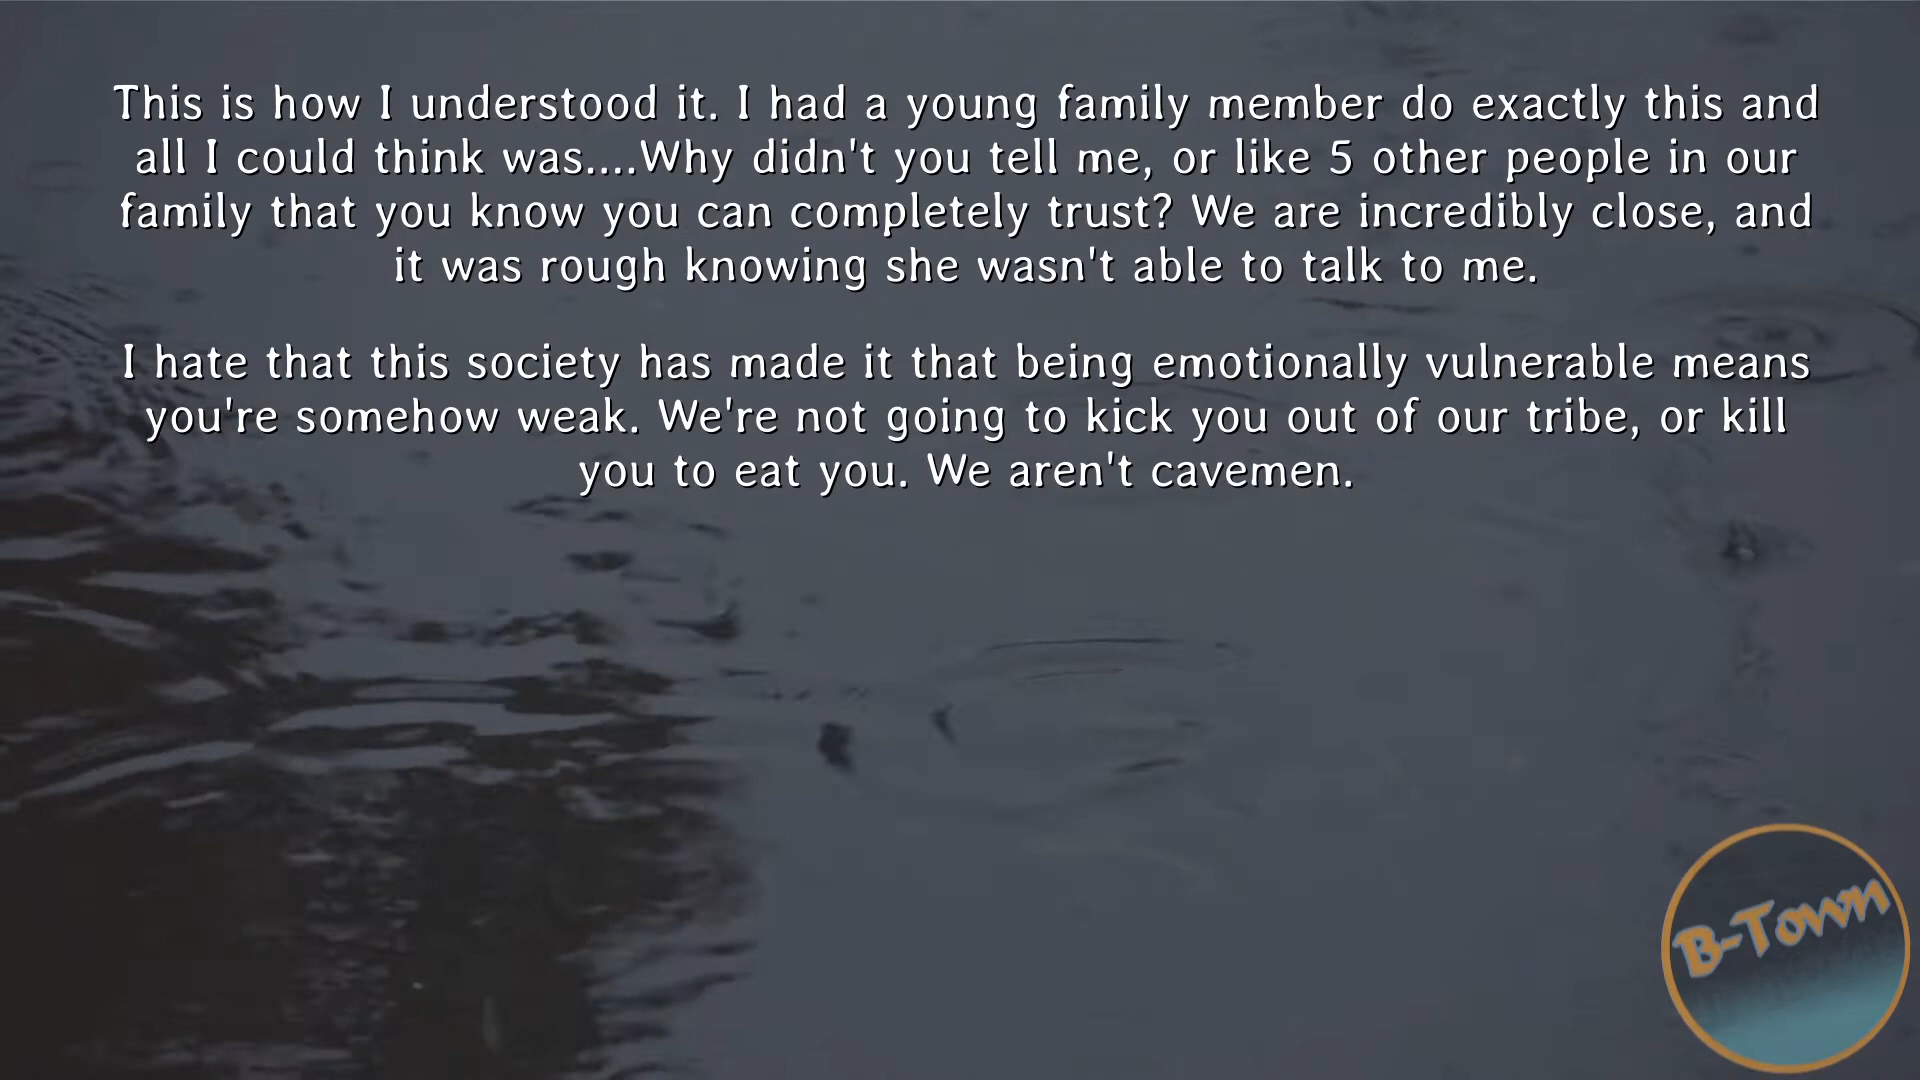 This is how I understood it. I had a young family member do exactly this and
all I could think was....Why didn't you tell me, or like 5 other people in our
family that you know you can completely trust? We are incredibly close, and
it was rough knowing she wasn't able to talk to me.
I hate that this society has made it that being emotionally vulnerable means
you're somehow weak. We're not going to kick you out of our tribe, or kill
you to eat you. We aren't cavemen.
B-Town